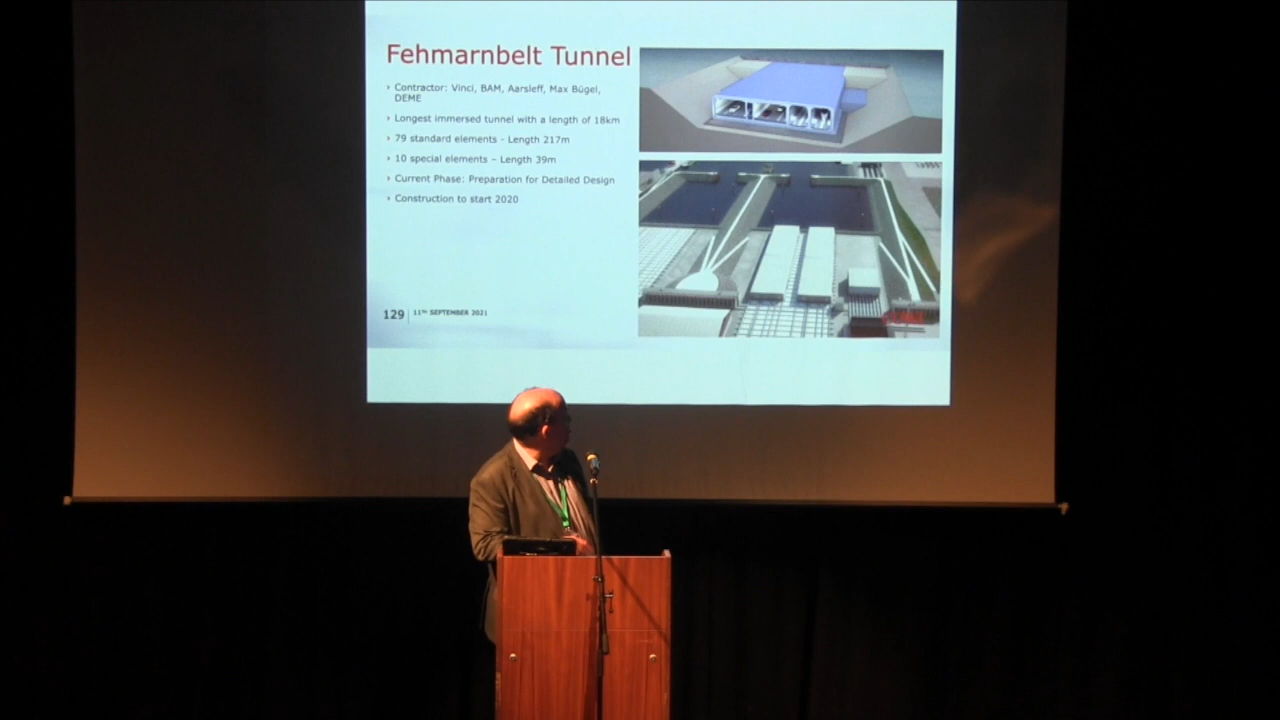 Fehmarnbelt Tunnel
› Contractor: Vinci, BAM, Aarsleff, Max Bügel,
DEME
› Longest immersed tunnel with a length of 18km
› 79 standard elements - Length 217m
› 10 special elements – Length 39m
› Current Phase: Preparation for Detailed Design
› Construction to start 2020
129 | 11TH SEPTEMBER 2021